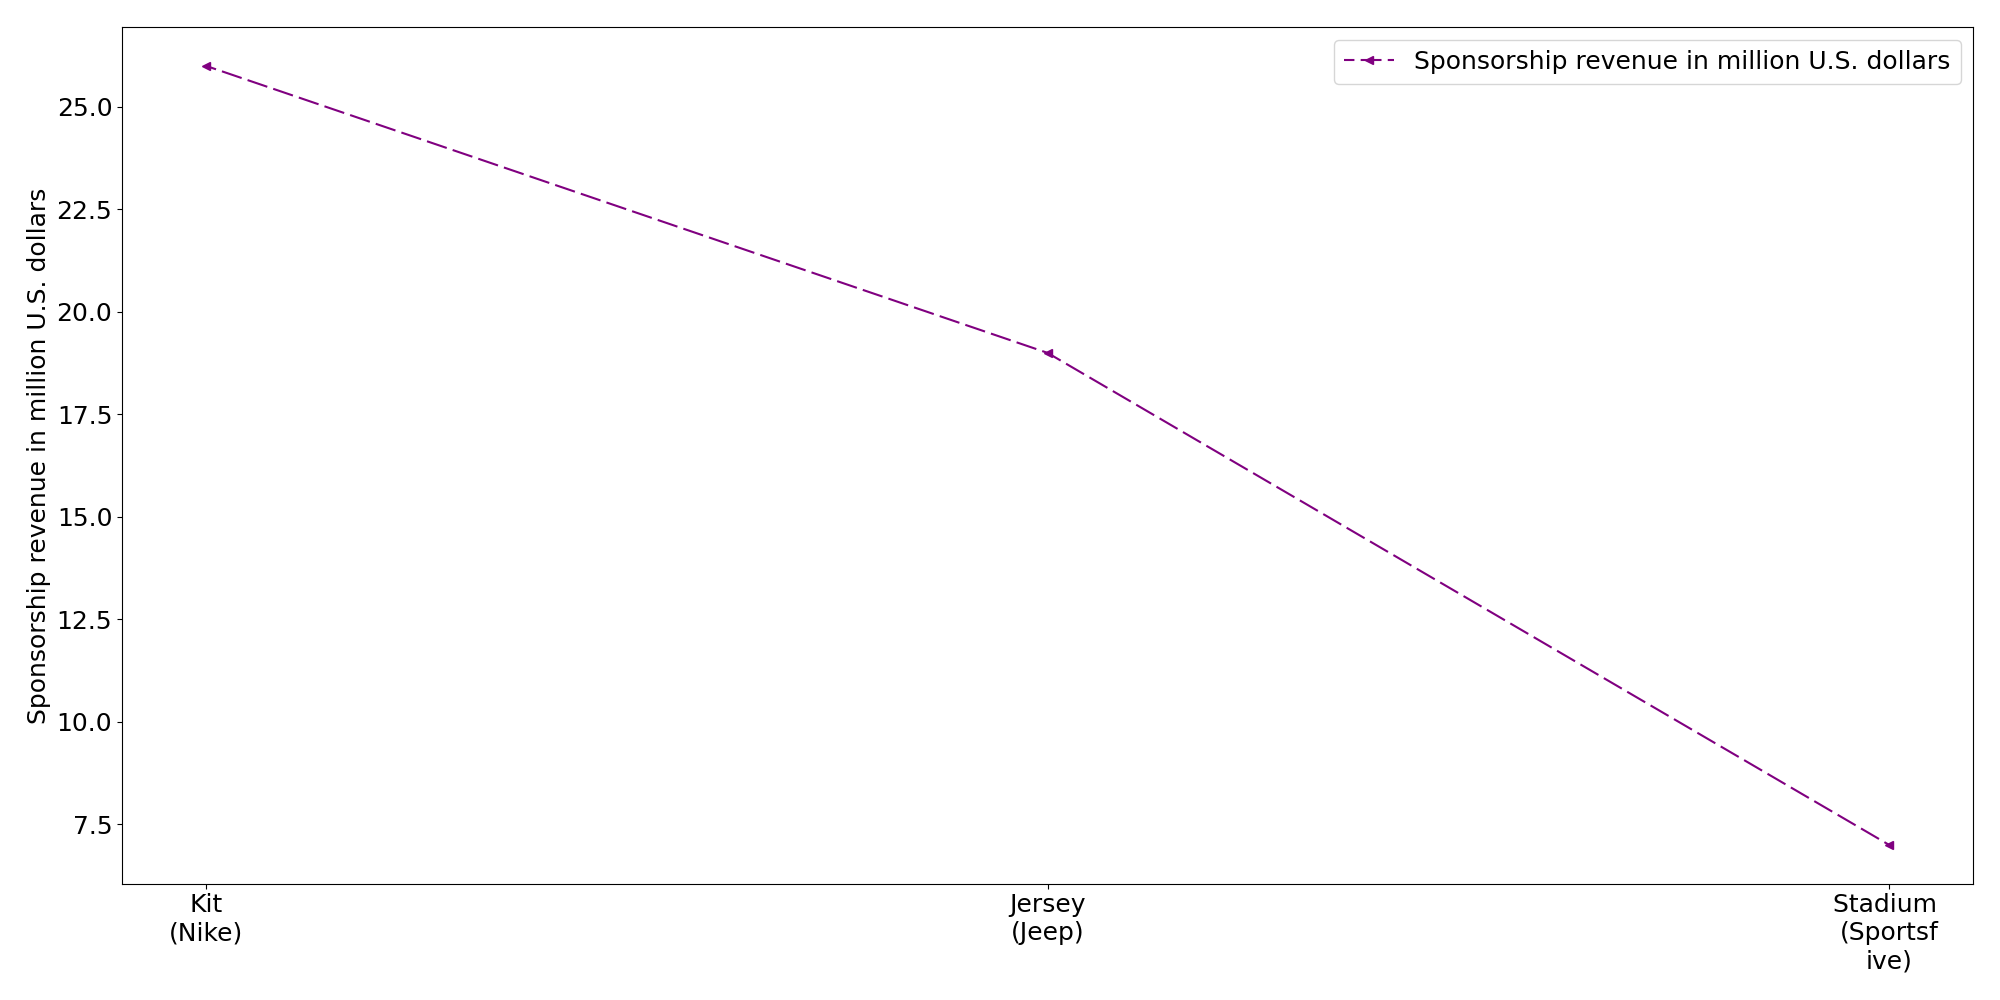 Sponsorship revenue in million U.S. dollars
Sponsorship revenue in million U.S. dollars
25.0
22.5
20.0
17.5
15.0
12.5
10.0
7.5
Kit
(Nike)
Jersey
(Jeep)
Stadium
(Sportsf
ive)